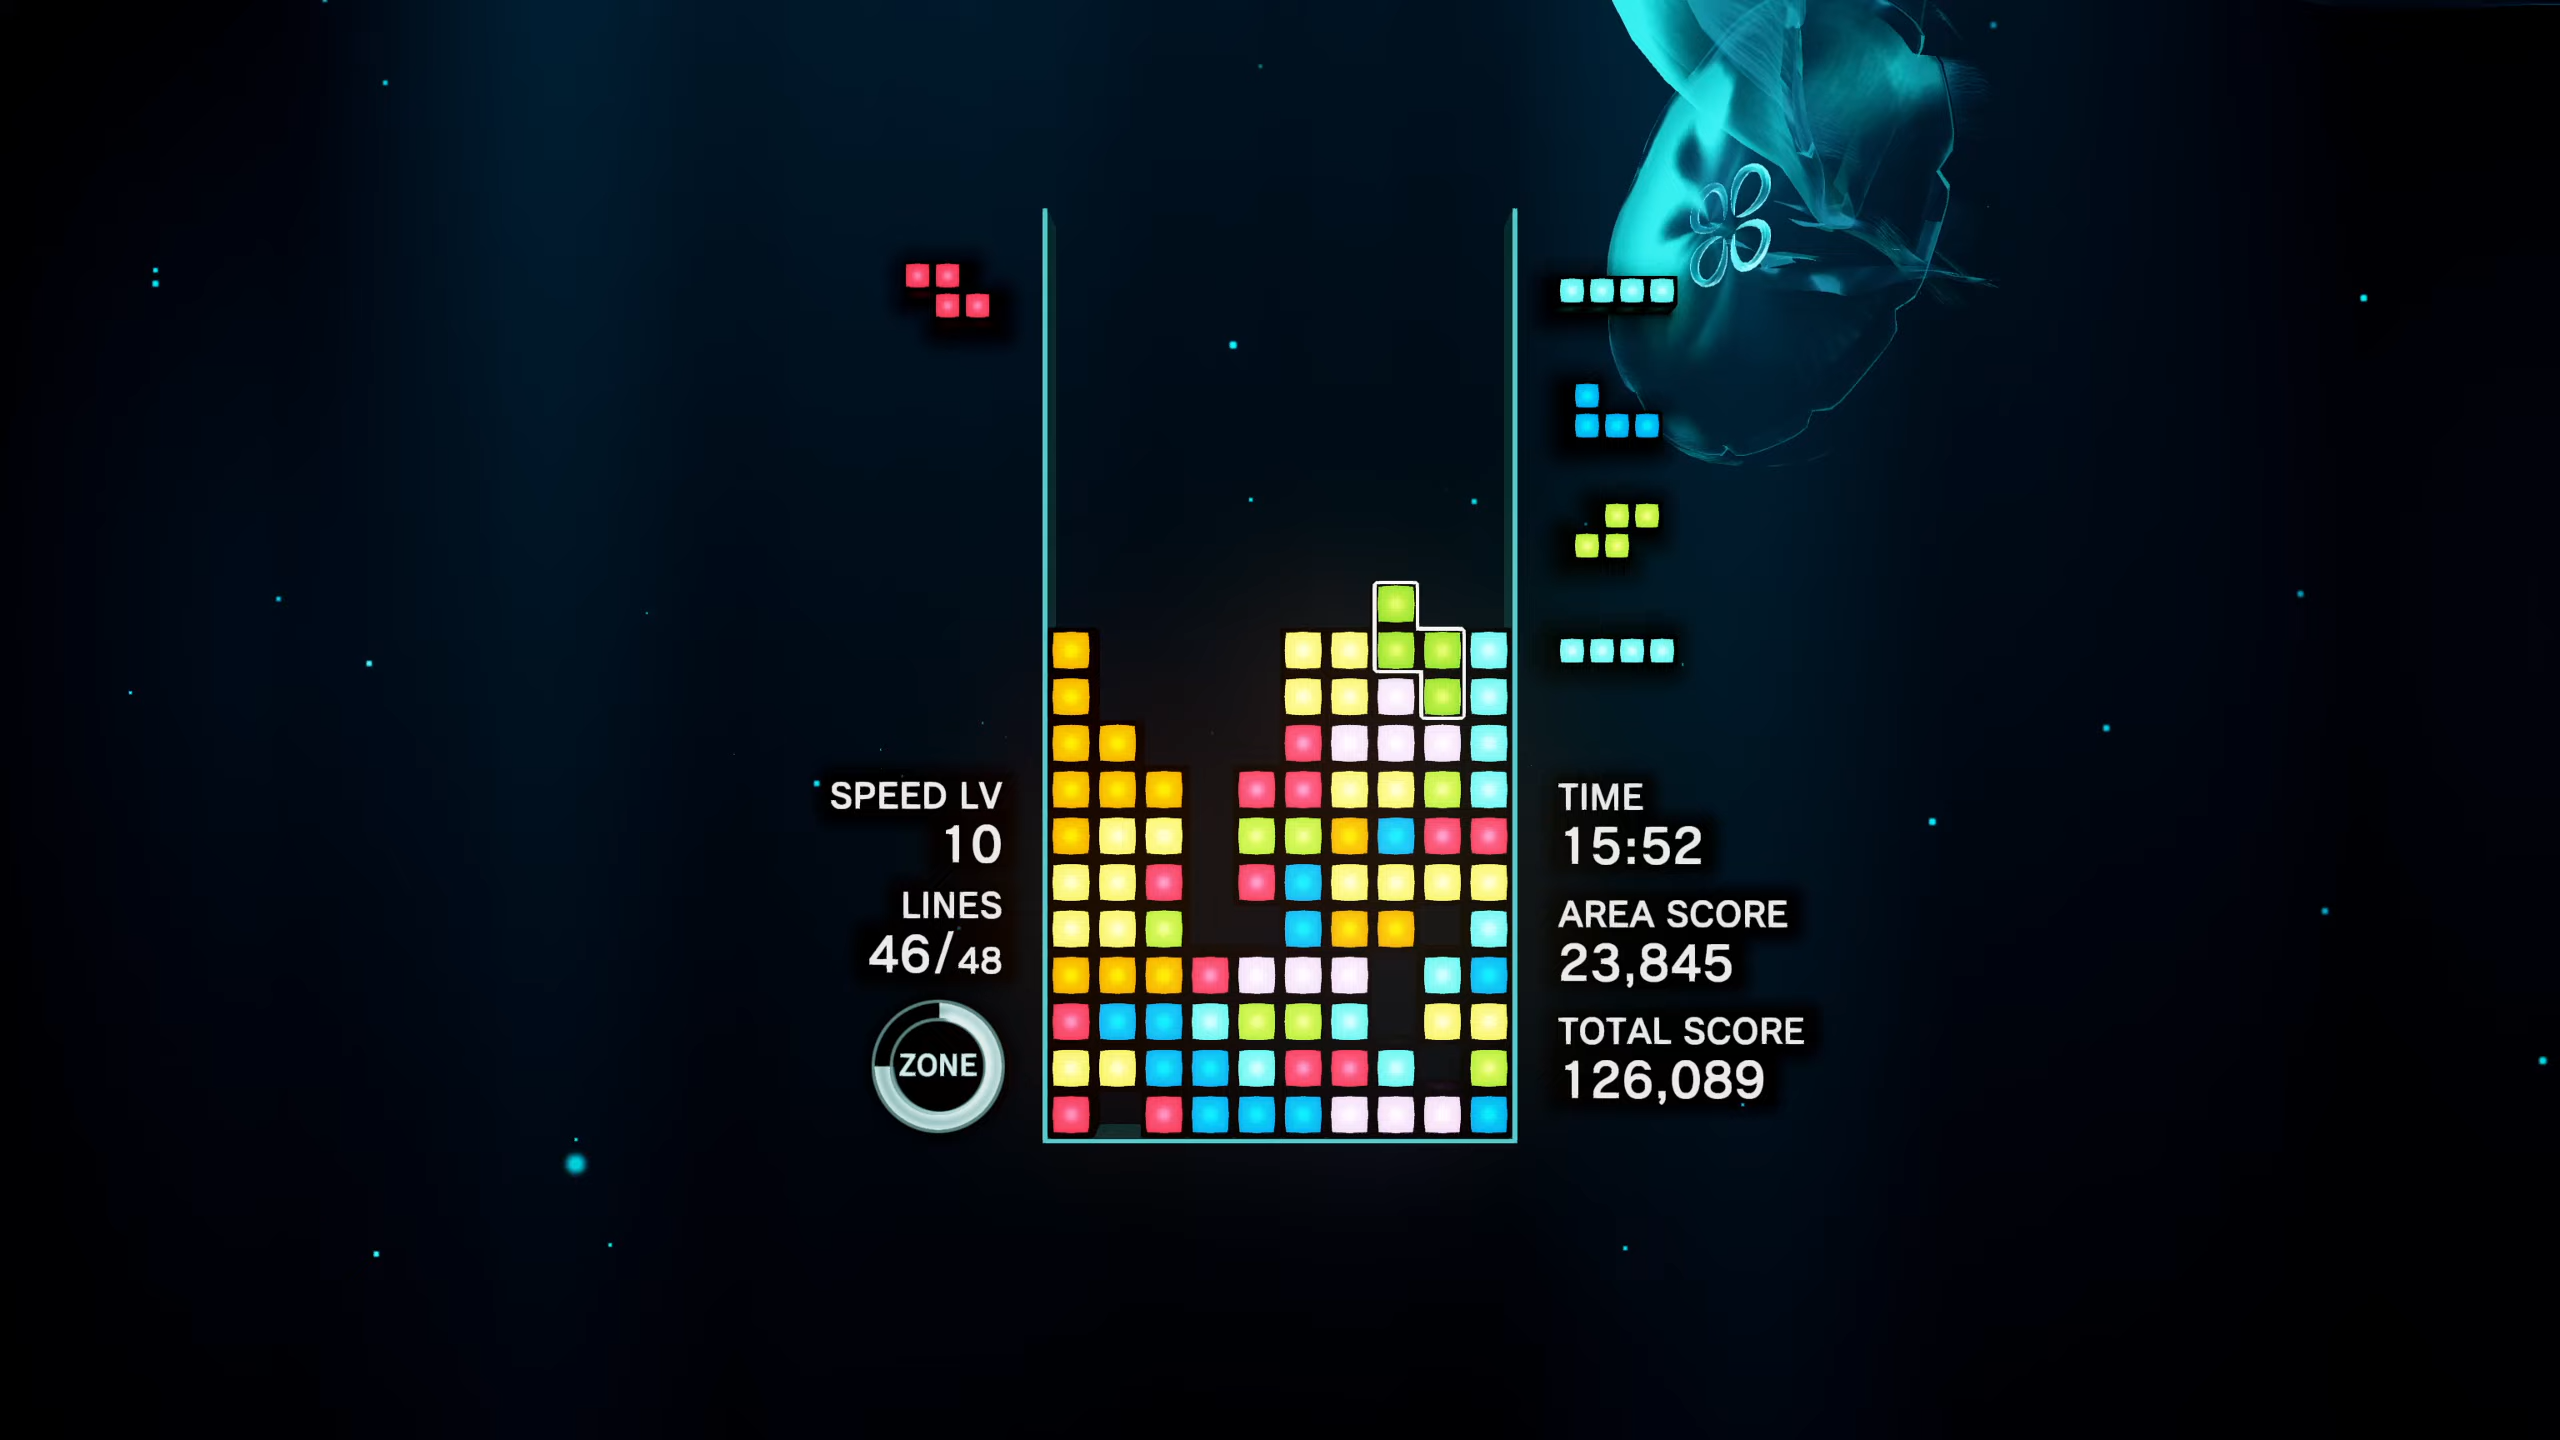 SPEED LV
10
LINES
46/48
ZONE
TIME
15:52
AREA SCORE
23,845
TOTAL SCORE
126,089